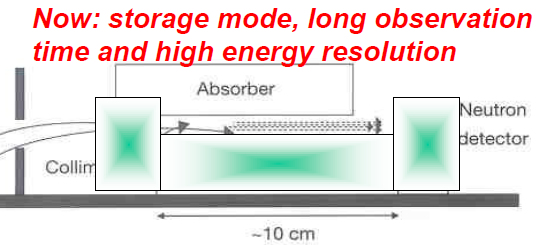 Now: storage mode, long observation
time and high energy resolution
Absorber
Neutron
detector
Collim
~10 cm